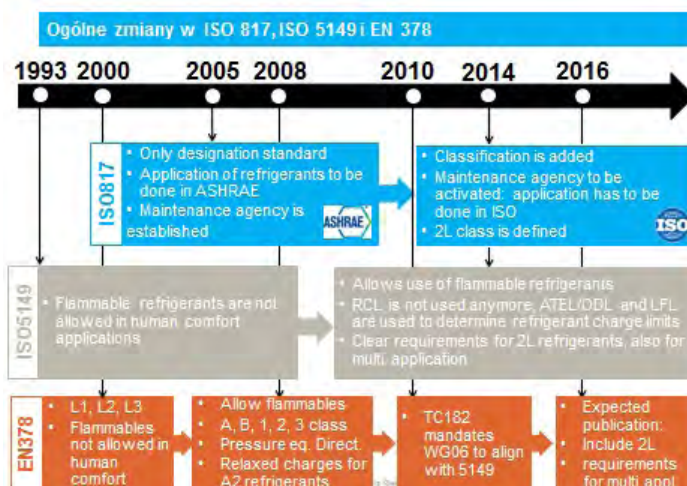 Ogólne zmiany w ISO 817, ISO 5149 i EN 378
1993 2000 2005 2008 2010 2014 2016
ISO817
• Only designation standard
• Application of refrigerants to be
done in ASHRAE
• Maintenance agency is
established
ASHRAE
• Classification is added
• Maintenance agency to be
activated: application has to be
done in ISO
• 2L class is defined
ISO
ISO5149
• Flammable refrigerants are not
allowed in human comfort
applications
• Allows use of flammable refrigerants
• RCL is not used anymore, ATEL/ODL and LFL
are used to determine refrigerant charge limits
• Clear requirements for 2L refrigerants, also for
multi application
EN378
• L1, L2, L3
• Flammables
not allowed in
human
comfort
• Allow flammables
• A, B, 1, 2, 3 class
• Pressure eq. Direct.
• Relaxed charges for
A2 refrigerants
• TC182
mandates
WG06 to align
with 5149
• Expected
publication:
• Include 2L
• requirements
for multi appl.